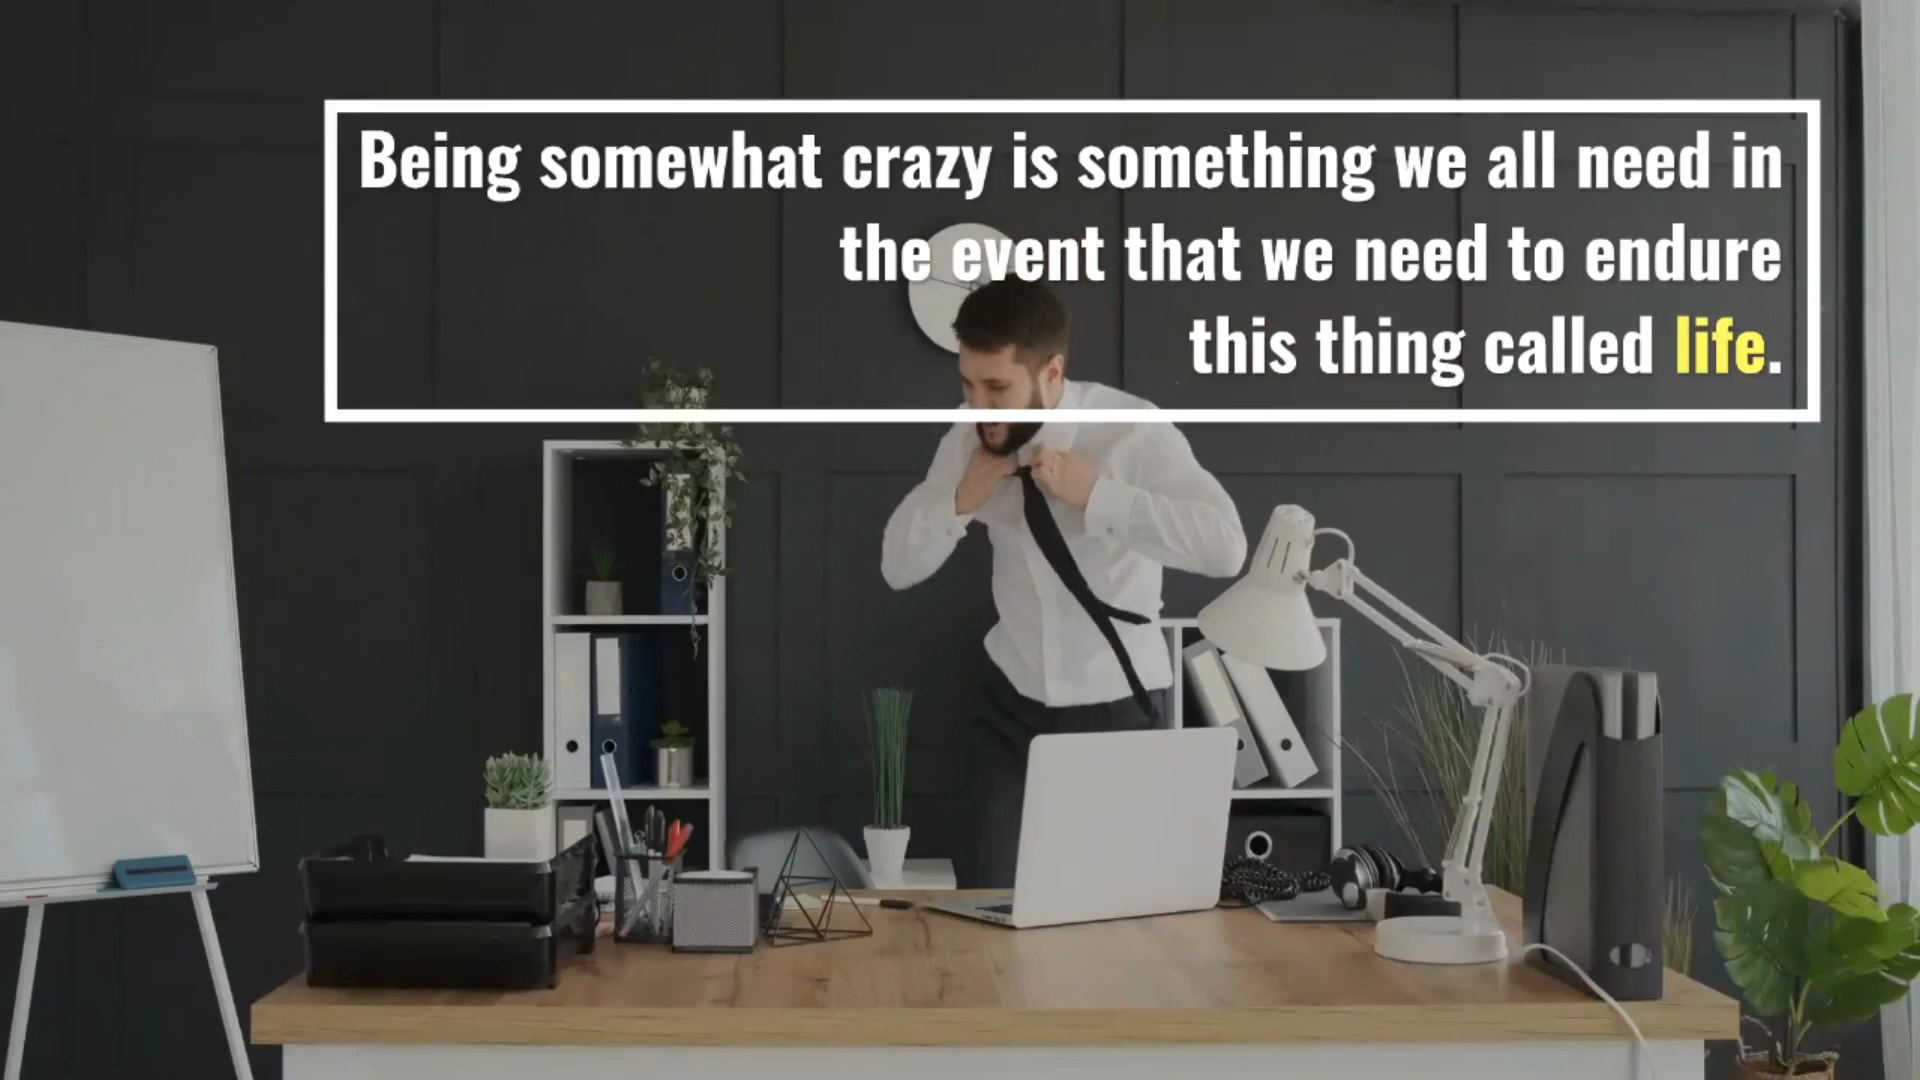 Being somewhat crazy is something we all need in
the event that we need to endure
this thing called life.